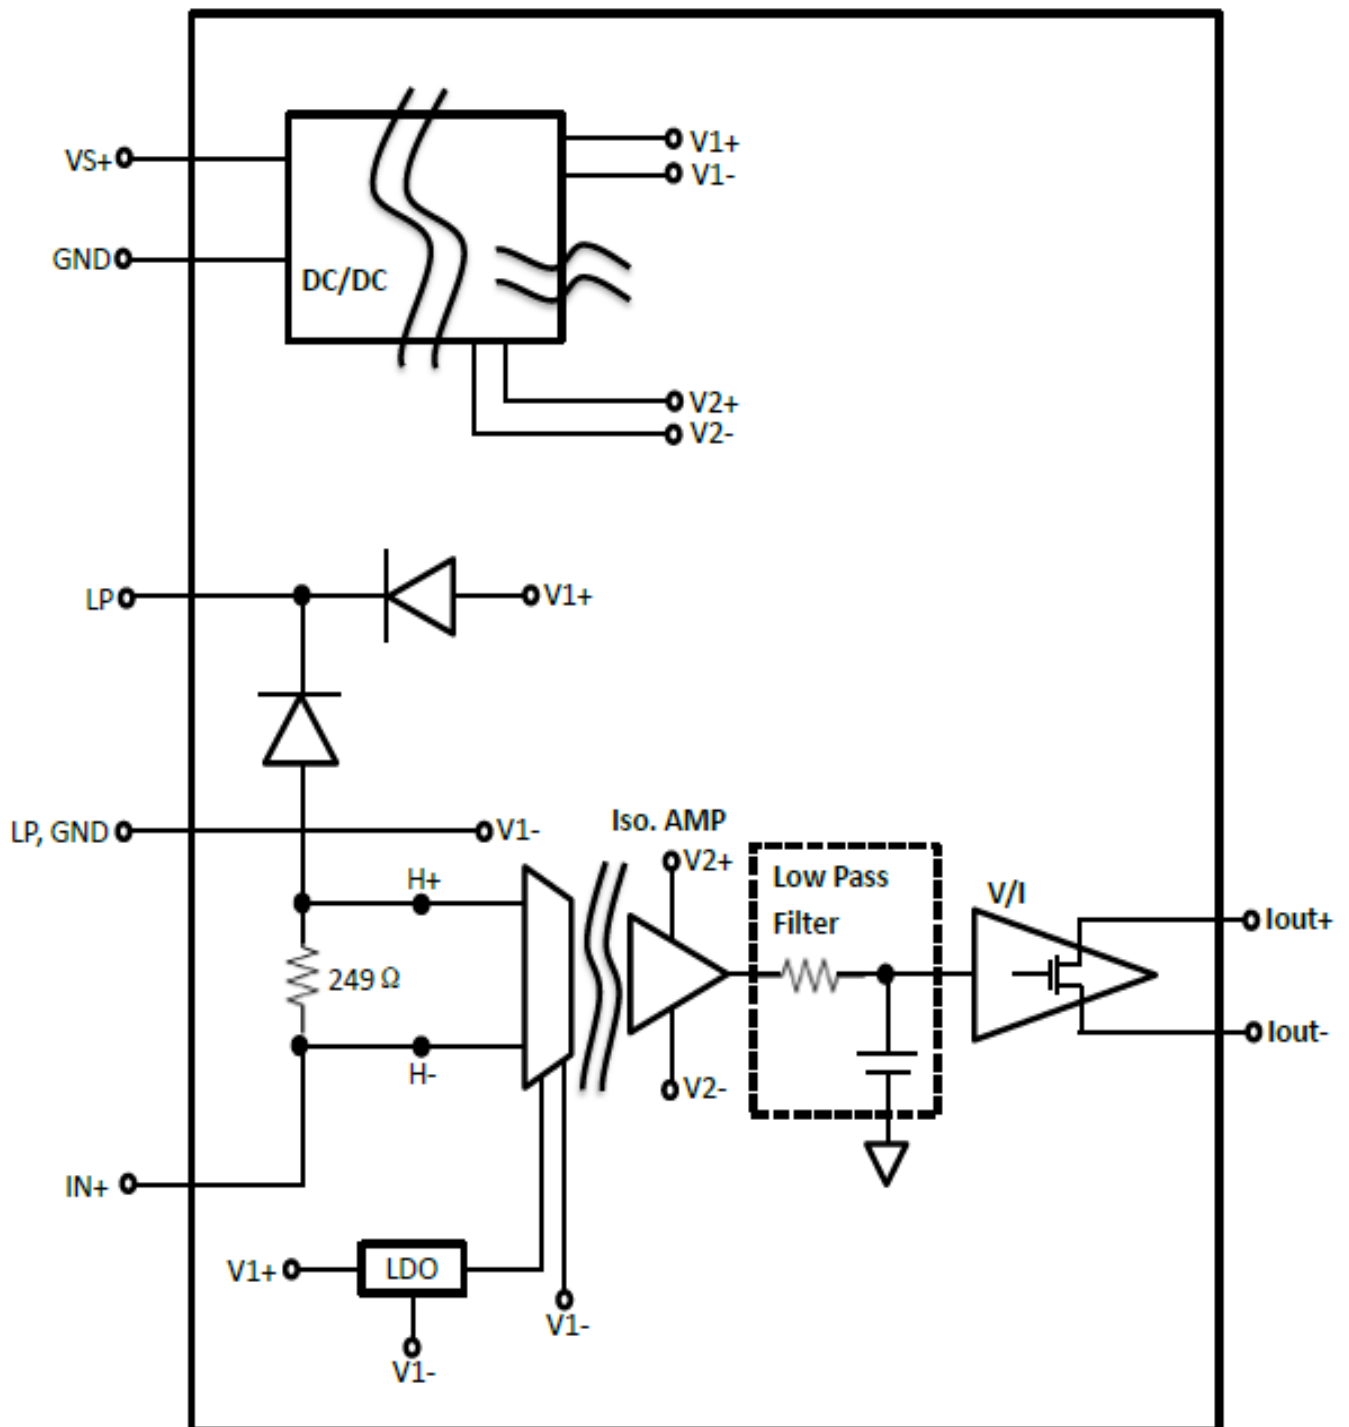 VS+
V1+
V1-
GND
DC/DC
V2+
V2-
LP
V1+
LP, GND
V1-
Iso. AMP
V2+
Low Pass
Filter
H+
V/I
Iout+
249 Ω
Iout-
H-
V2-
IN+
V1+
LDO
V1-
V1-